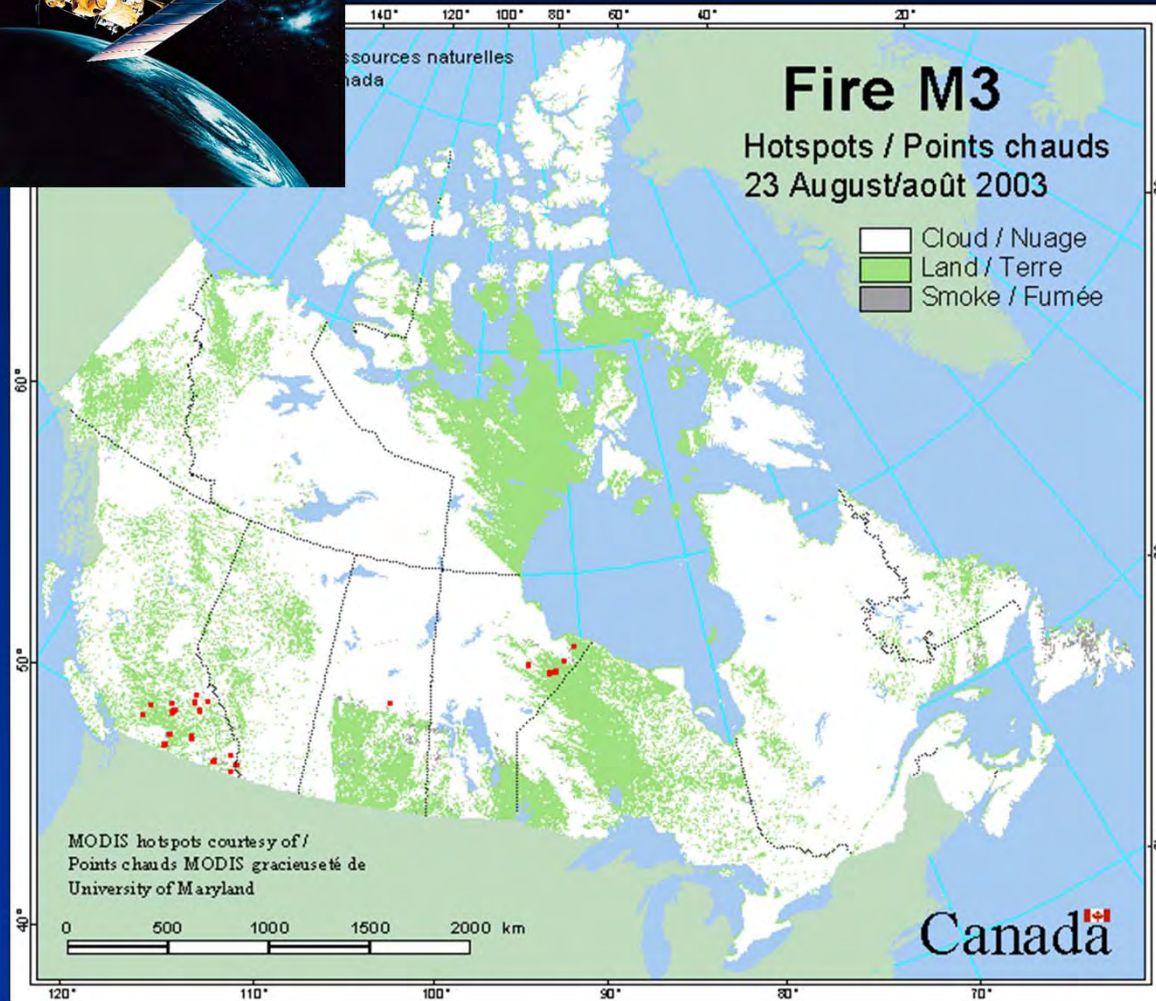 140° 120° 100° 80° 60° 40° 20°
ssources naturelles
nada
Fire M3
Hotspots / Points chauds
23 August/août 2003
Cloud / Nuage
Land / Terre
Smoke / Fumée
60°
50°
40°
MODIS hotspots courtesy of /
Points chauds MODIS gracieuseté de
University of Maryland
0 500 1000 1500 2000 km
Canada
120° 110° 100° 90° 80° 70°